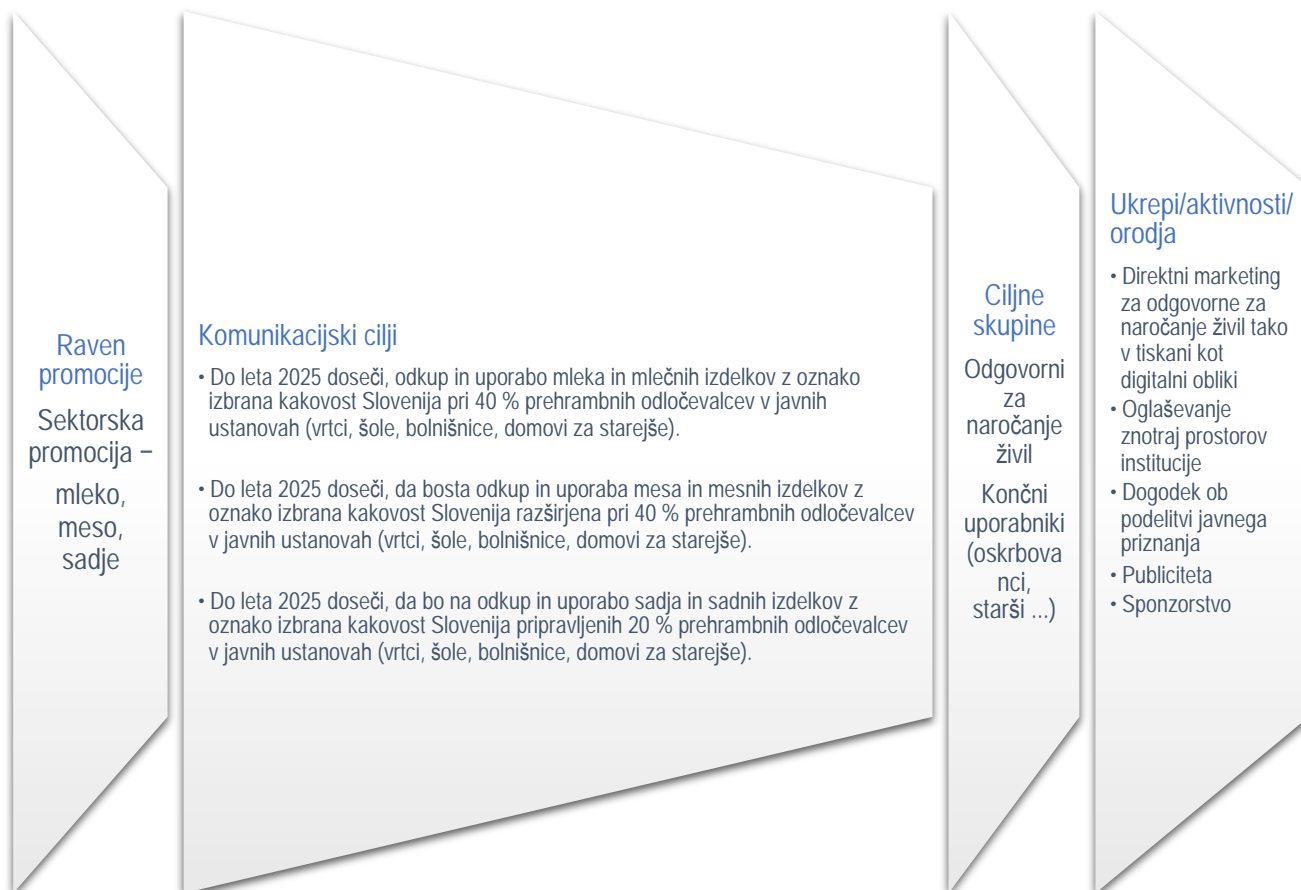 Raven
promocije
Sektorska
promocija –
mleko,
meso,
sadje
Komunikacijski cilji
• Do leta 2025 doseči, odkup in uporabo mleka in mlečnih izdelkov z oznako
izbrana kakovost Slovenija pri 40 % prehrambnih odločevalcev v javnih
ustanovah (vrtci, šole, bolnišnice, domovi za starejše).
• Do leta 2025 doseči, da bosta odkup in uporaba mesa in mesnih izdelkov z
oznako izbrana kakovost Slovenija razširjena pri 40 % prehrambnih odločevalcev
v javnih ustanovah (vrtci, šole, bolnišnice, domovi za starejše).
• Do leta 2025 doseči, da bo na odkup in uporabo sadja in sadnih izdelkov z
oznako izbrana kakovost Slovenija pripravljenih 20 % prehrambnih odločevalcev
v javnih ustanovah (vrtci, šole, bolnišnice, domovi za starejše).
Ciljne
skupine
Odgovorni
za
naročanje
živil
Končni
uporabniki
(oskrbova
nci,
starši ...)
Ukrepi/aktivnosti/
orodja
• Direktni marketing
za odgovorne za
naročanje živil tako
v tiskani kot
digitalni obliki
• Oglaševanje
znotraj prostorov
institucije
• Dogodek ob
podelitvi javnega
priznanja
• Publiciteta
• Sponzorstvo